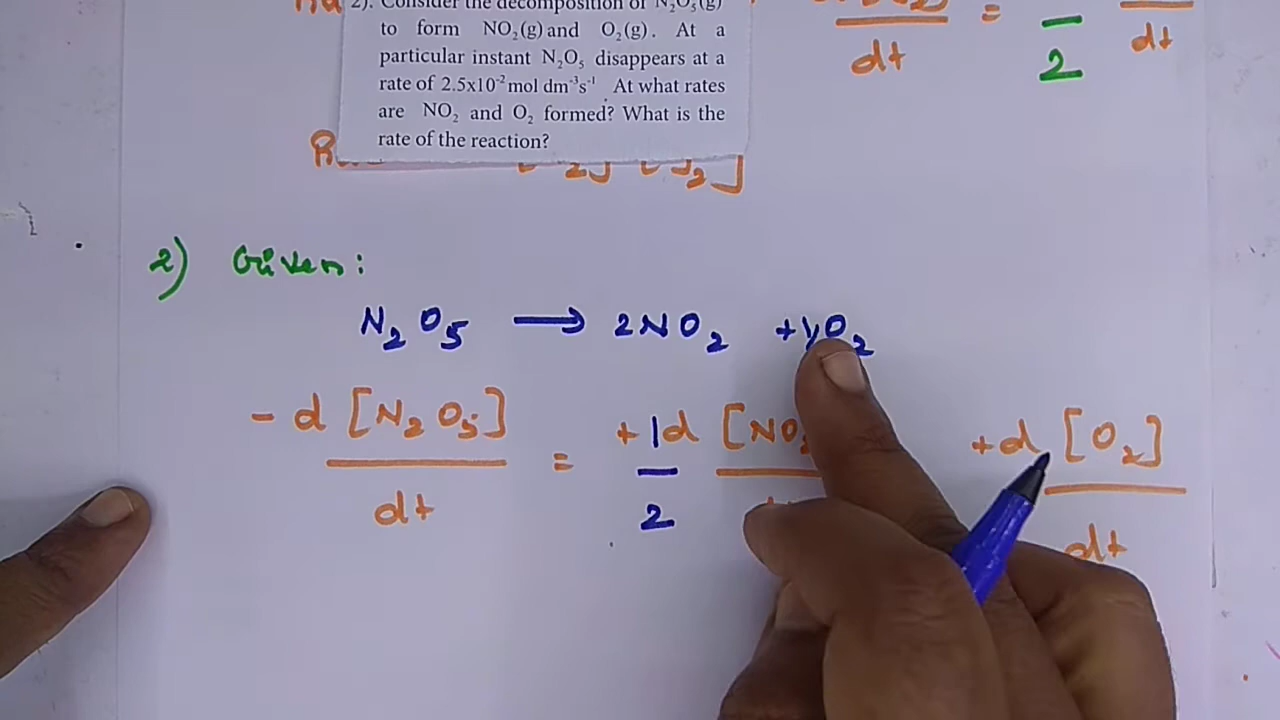 2). Consider the decomposition of N₂O₅(g)
to form NO₂(g) and O₂(g). At a
particular instant N₂O₅ disappears at a
rate of 2.5x10⁻² mol dm⁻³s⁻¹. At what rates
are NO₂ and O₂ formed? What is the
rate of the reaction?
dt = 2 dt
2) Given:
N₂O₅ → 2NO₂ + ½O₂
- d [N₂O₅] = + 1 d [NO₂ + d [O₂]
dt 2 dt